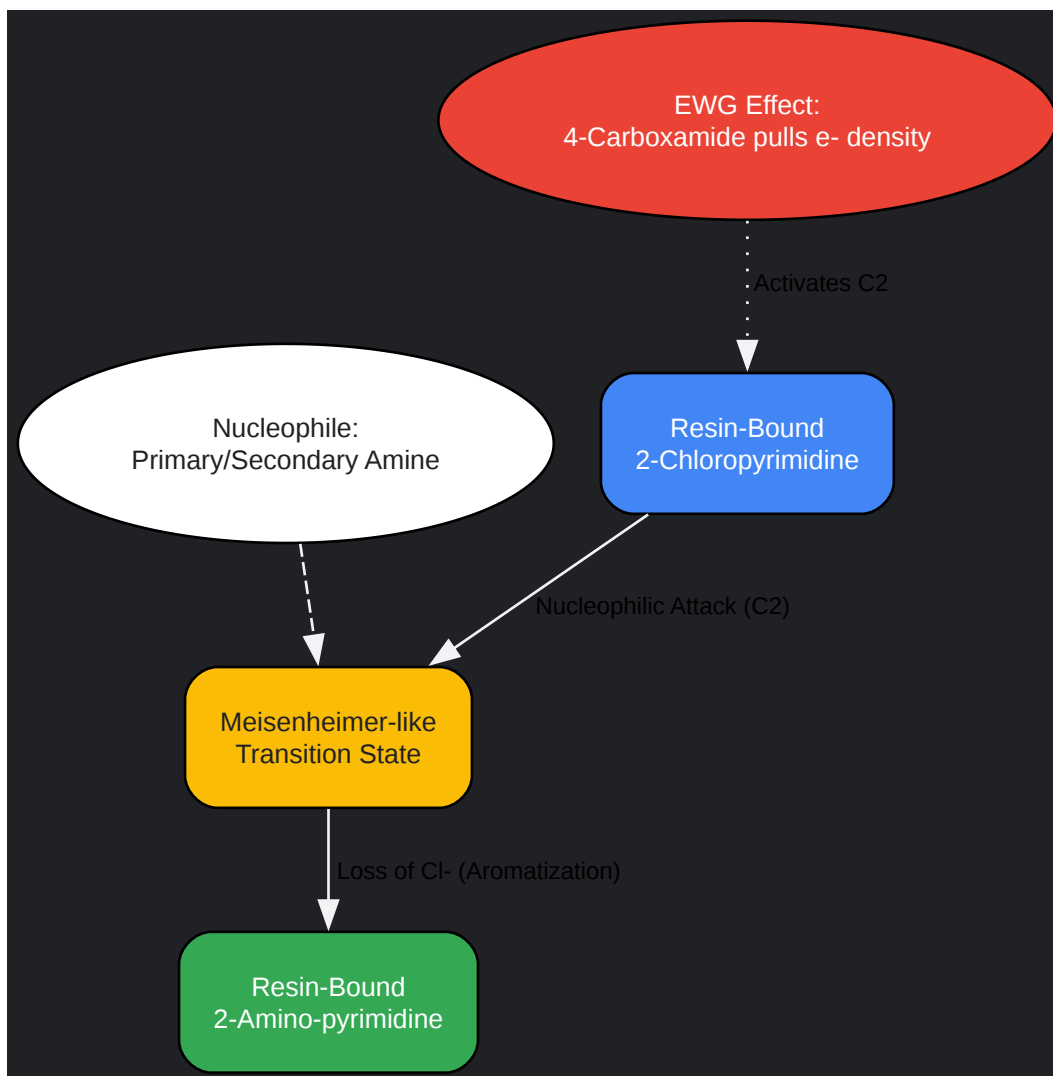 EWG Effect:
4-Carboxamide pulls e- density
Activates C2
Nucleophile:
Primary/Secondary Amine
Resin-Bound
2-Chloropyrimidine
Nucleophilic Attack (C2)
Meisenheimer-like
Transition State
Loss of Cl- (Aromatization)
Resin-Bound
2-Amino-pyrimidine